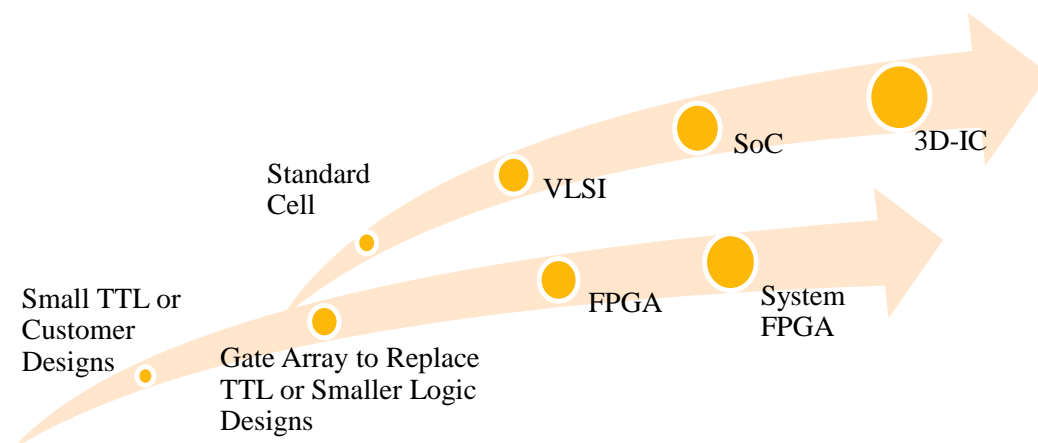 3D-IC
SoC
VLSI
Standard
Cell
System
FPGA
FPGA
Small TTL or
Customer
Designs
Gate Array to Replace
TTL or Smaller Logic
Designs